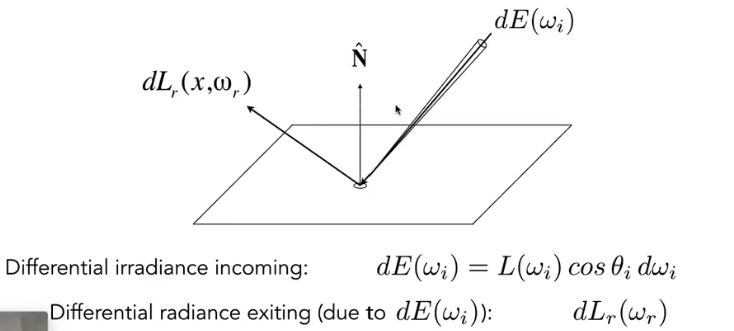 dE(ωᵢ)
N̂
dLᵣ(x,ωᵣ)
Differential irradiance incoming: dE(ωᵢ) = L(ωᵢ) cos θᵢ dωᵢ
Differential radiance exiting (due to dE(ωᵢ)): dLᵣ(ωᵣ)